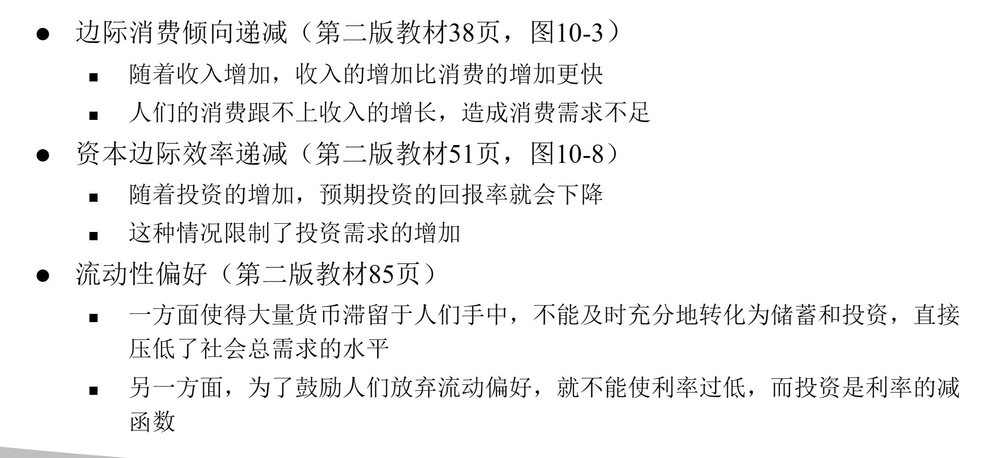 ● 边际消费倾向递减（第二版教材38页，图10-3）
■ 随着收入增加，收入的增加比消费的增加更快
■ 人们的消费跟不上收入的增长，造成消费需求不足
● 资本边际效率递减（第二版教材51页，图10-8）
■ 随着投资的增加，预期投资的回报率就会下降
■ 这种情况限制了投资需求的增加
● 流动性偏好（第二版教材85页）
■ 一方面使得大量货币滞留于人们手中，不能及时充分地转化为储蓄和投资，直接
压低了社会总需求的水平
■ 另一方面，为了鼓励人们放弃流动偏好，就不能使利率过低，而投资是利率的减
函数